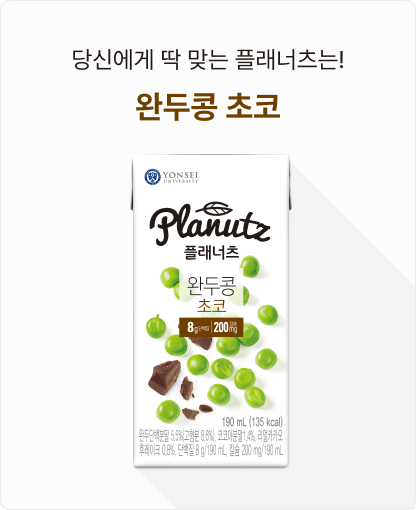 당신에게 딱 맞는 플래너츠는!
완두콩 초코
YONSEI
UNIVERSITY
Planutz
플래너츠
완두콩
초코
8g 단백질 200mg 칼슘
190 mL (135 kcal)
완두단백분말 5.5%(고형분 8.6%), 코코아분말1.4%, 리얼카카오
후레이크 0.8%, 단백질 8 g/190 mL, 칼슘 200 mg/190 mL